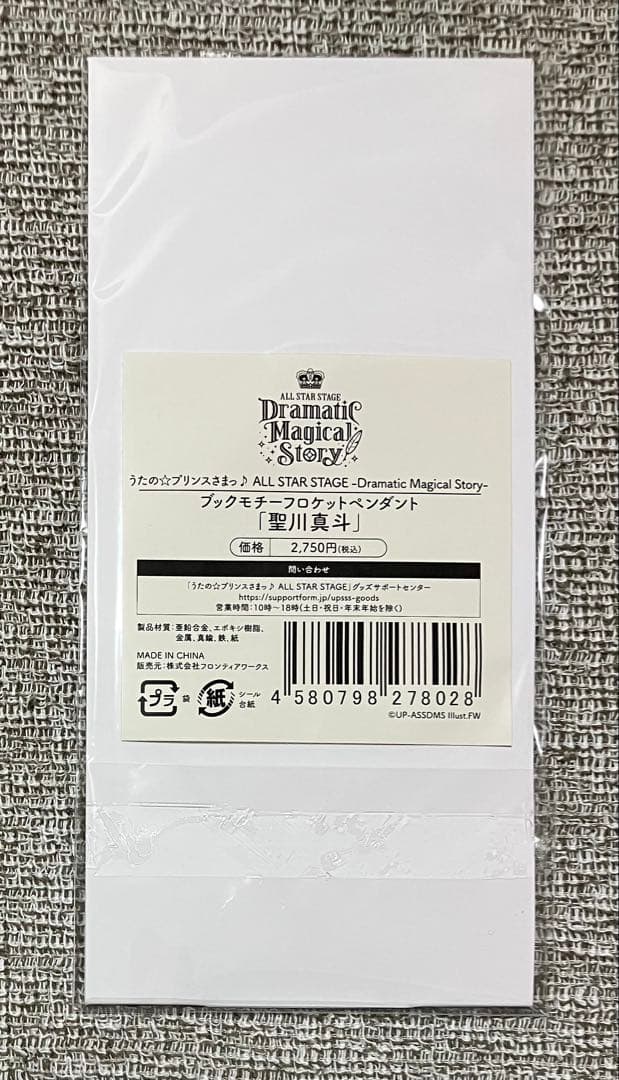 ALL STAR STAGE
Dramatic
Magical
Story
うたの☆プリンスさまっ♪ ALL STAR STAGE -Dramatic Magical Story-
ブックモチーフロケットペンダント
「聖川真斗」
価格 2,750円(税込)
問い合わせ
「うたの☆プリンスさまっ♪ ALL STAR STAGE」グッズサポートセンター
https://supportform.jp/upsss-goods
営業時間:10時〜18時(土日・祝日・年末年始を除く)
製品材質:亜鉛合金、エポキシ樹脂、
金属、真鍮、鉄、紙
MADE IN CHINA
販売元:株式会社フロンティアワークス
プラ 袋 紙 シール
台紙
4 580798 278028
©UP-ASSDMS Illust.FW